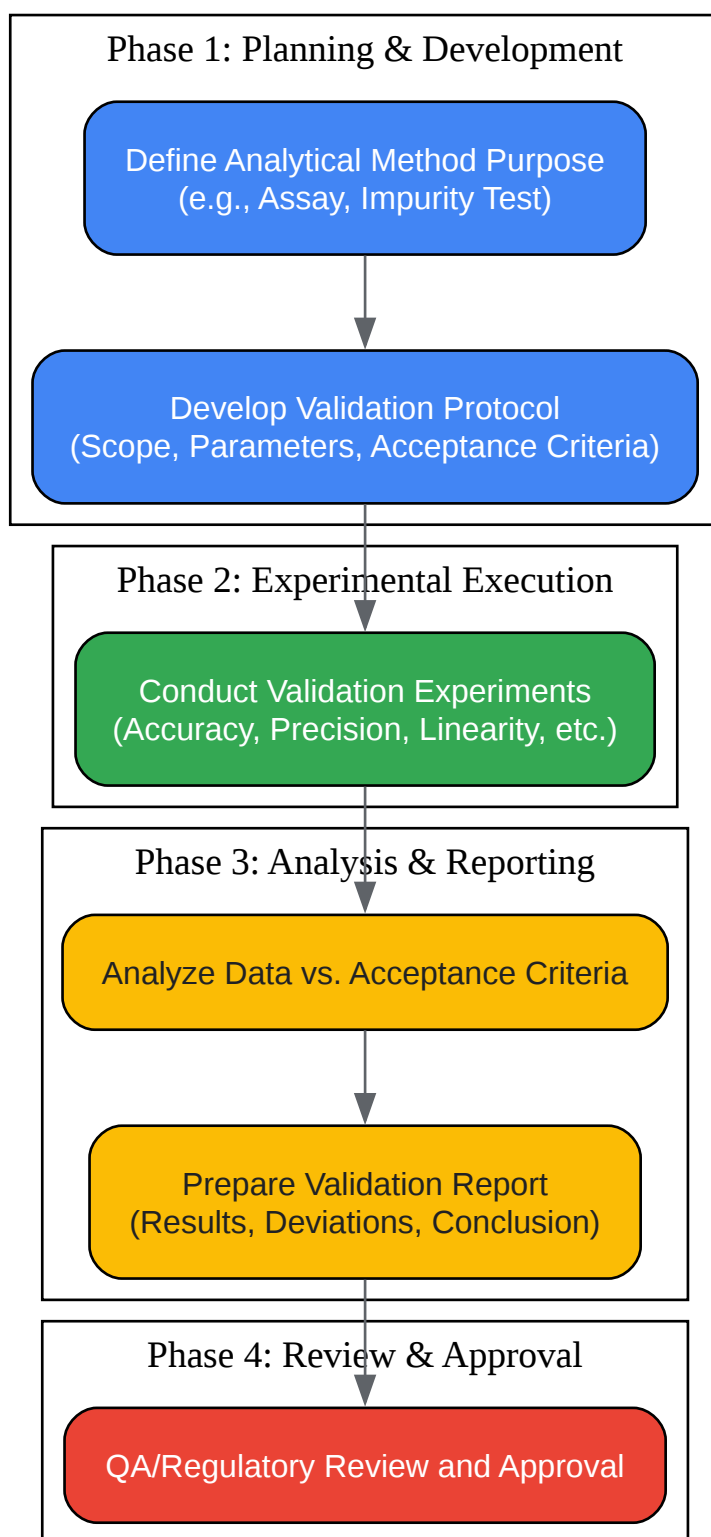 Phase 1: Planning & Development
Define Analytical Method Purpose
(e.g., Assay, Impurity Test)
Develop Validation Protocol
(Scope, Parameters, Acceptance Criteria)
Phase 2: Experimental Execution
Conduct Validation Experiments
(Accuracy, Precision, Linearity, etc.)
Phase 3: Analysis & Reporting
Analyze Data vs. Acceptance Criteria
Prepare Validation Report
(Results, Deviations, Conclusion)
Phase 4: Review & Approval
QA/Regulatory Review and Approval